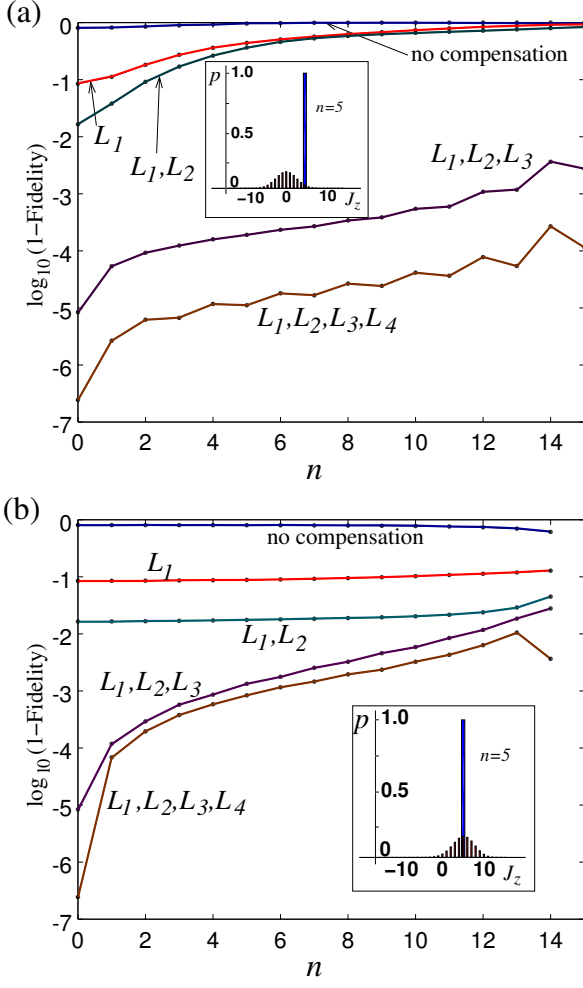 (a)
0
-1
-2
-3
-4
-5
-6
-7
log10(1−Fidelity)
no compensation
L1
L1,L2
L1,L2,L3
L1,L2,L3,L4
p
1.0
0.5
0
n=5
−10 0 10 Jz
0 2 4 6 8 10 12 14
n
(b)
0
-1
-2
-3
-4
-5
-6
-7
log10(1−Fidelity)
no compensation
L1
L1,L2
L1,L2,L3
L1,L2,L3,L4
p
1.0
0.5
0
n=5
−10 0 10 Jz
0 2 4 6 8 10 12 14
n